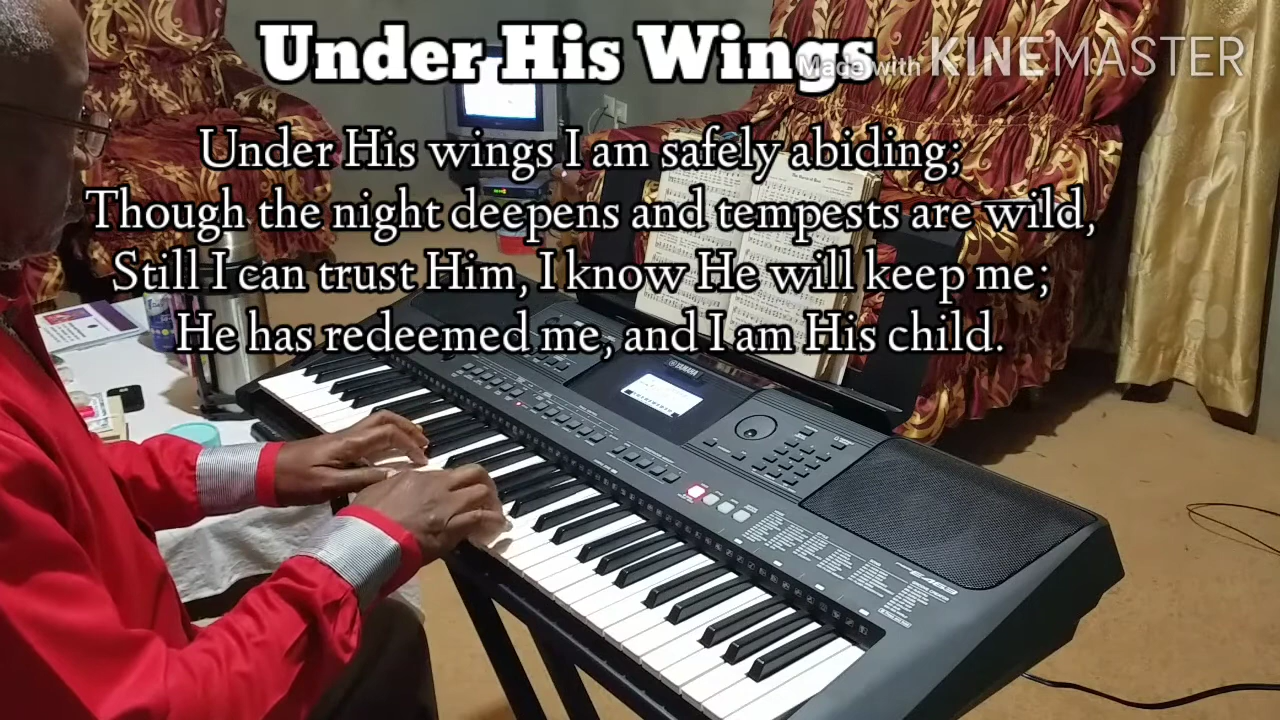 Under His Wings
Made with KINEMASTER
Under His wings I am safely abiding;
Though the night deepens and tempests are wild,
Still I can trust Him, I know He will keep me;
He has redeemed me, and I am His child.
YAMAHA